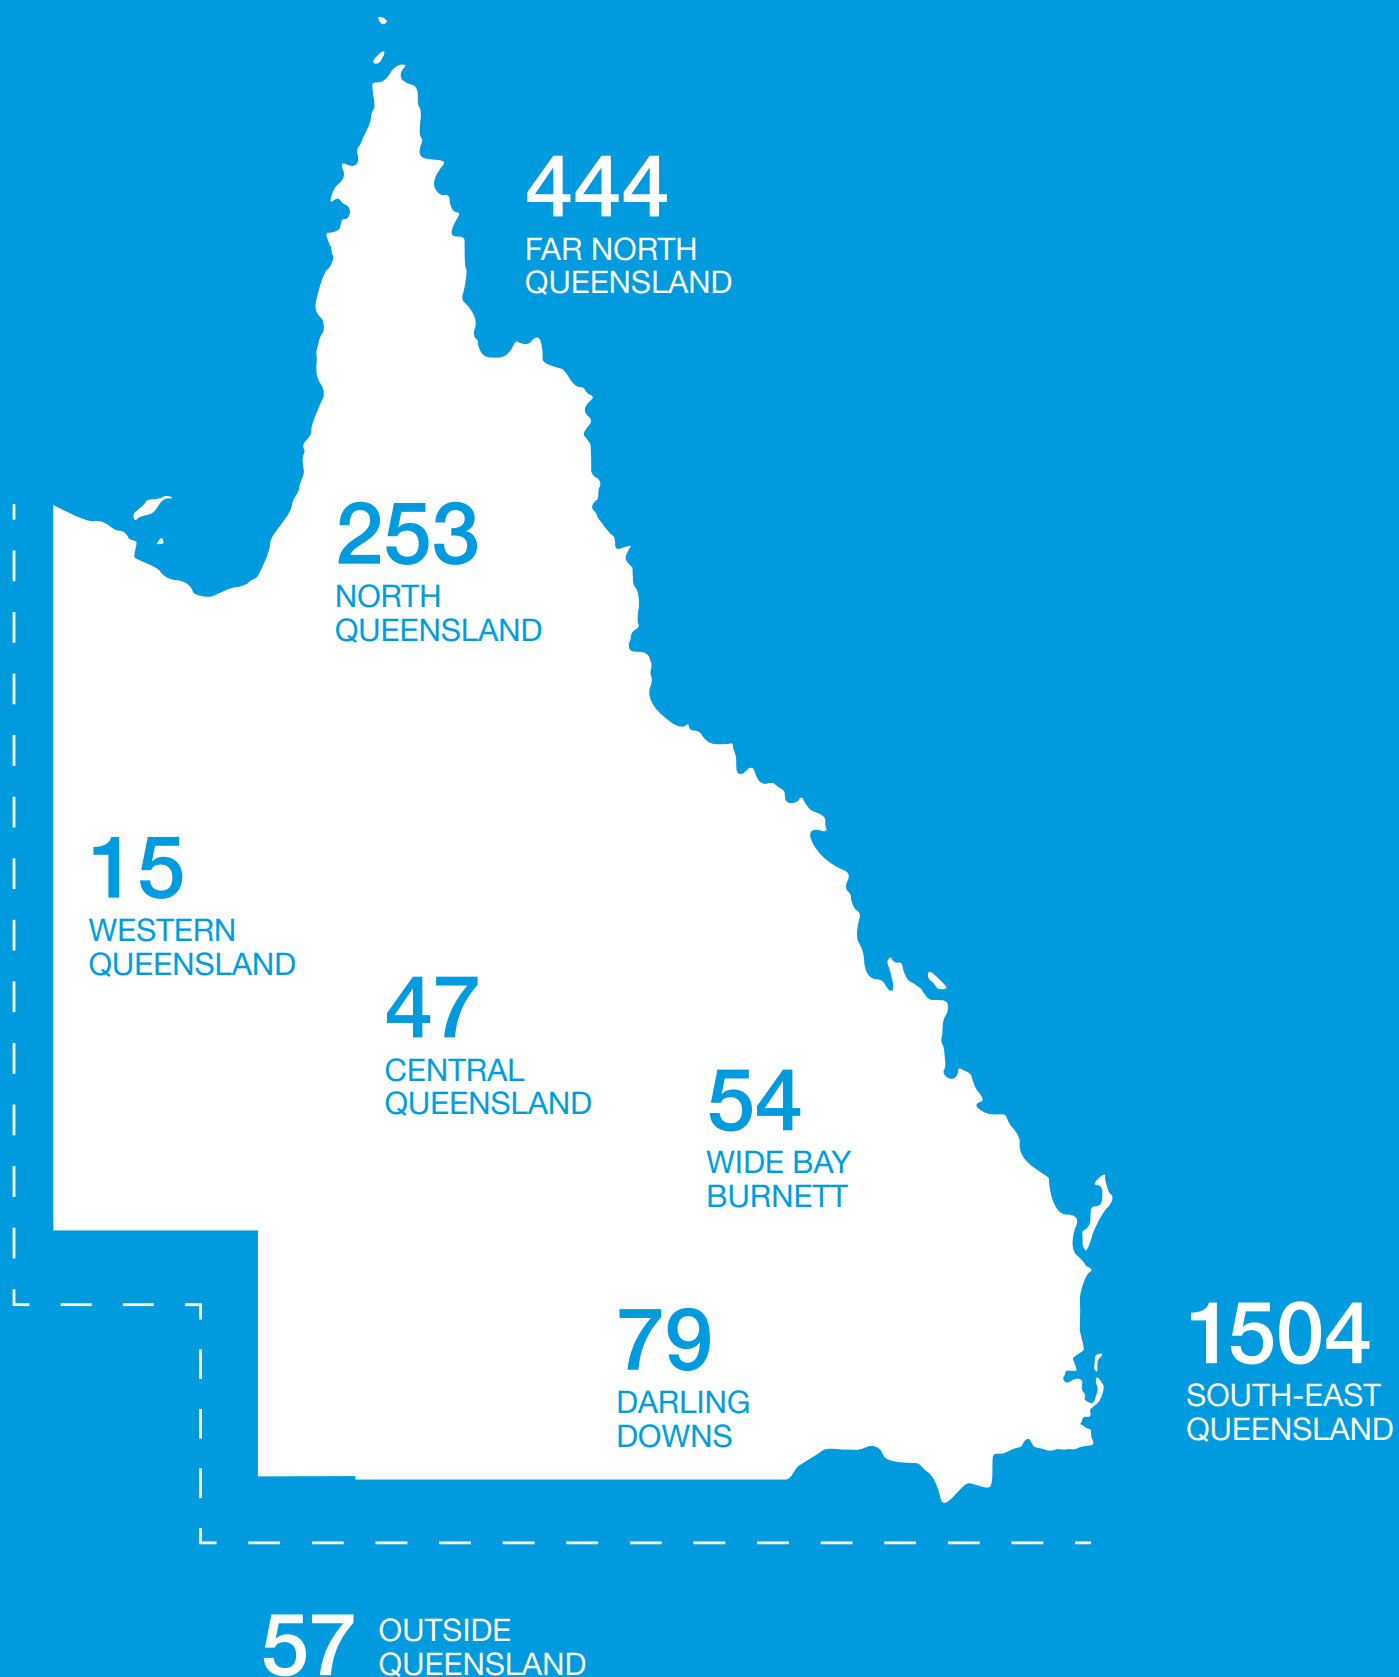 444
FAR NORTH
QUEENSLAND
253
NORTH
QUEENSLAND
15
WESTERN
QUEENSLAND
47
CENTRAL
QUEENSLAND
54
WIDE BAY
BURNETT
79
DARLING
DOWNS
1504
SOUTH-EAST
QUEENSLAND
57
OUTSIDE
QUEENSLAND